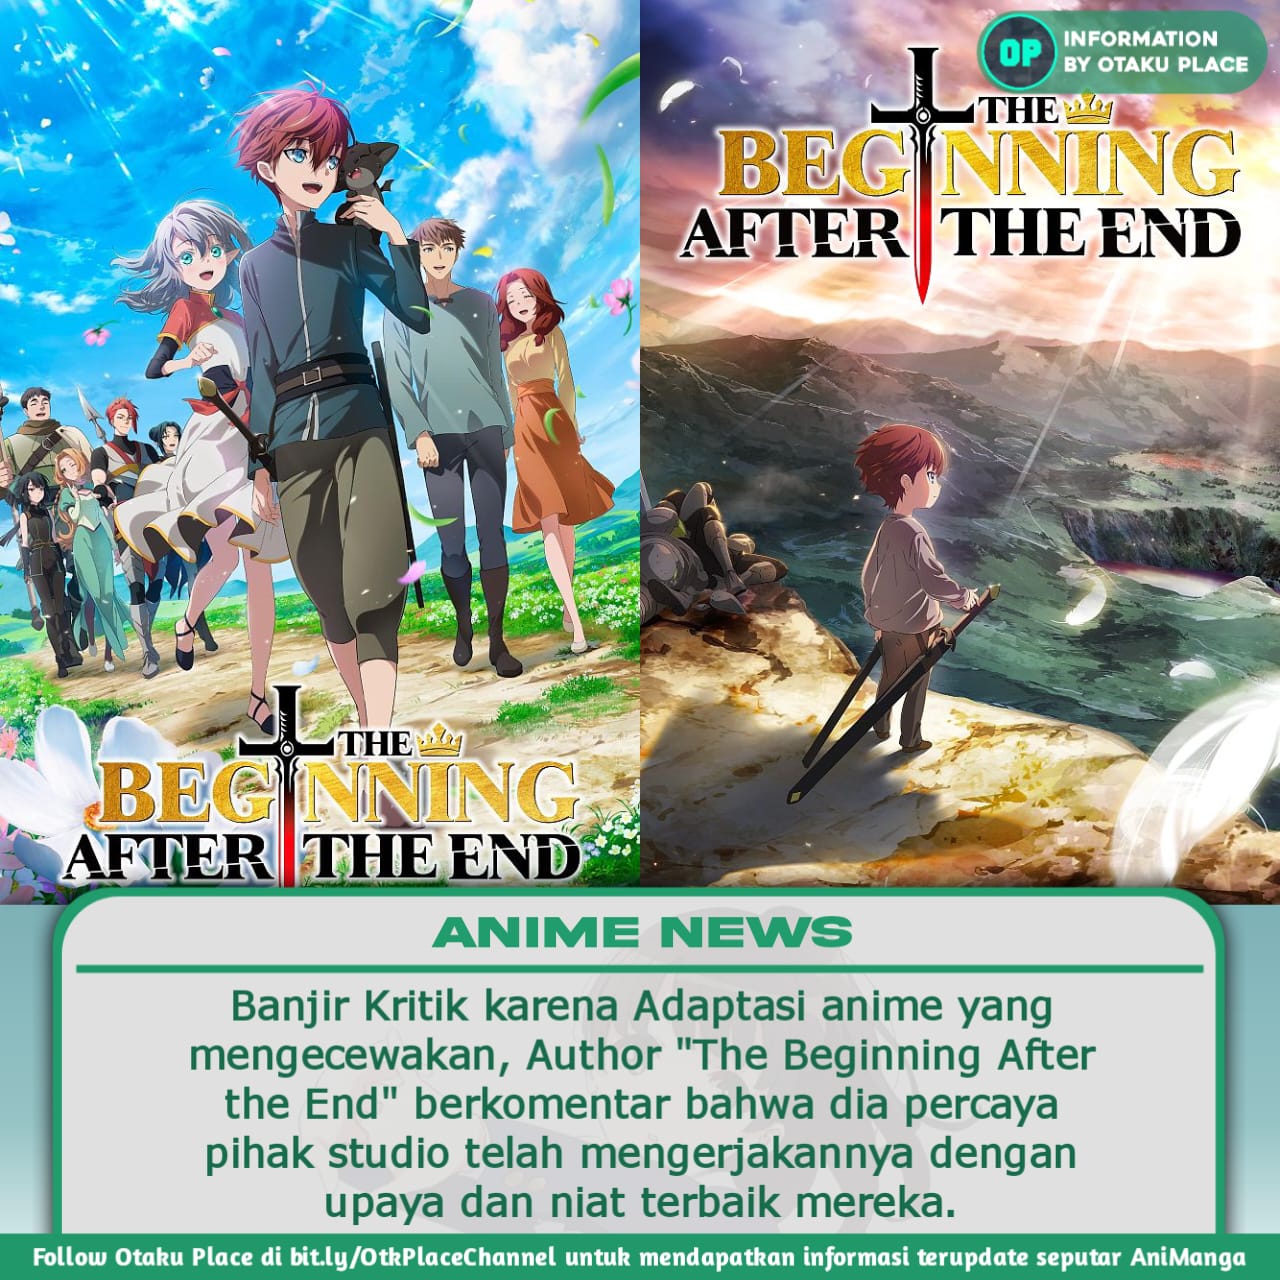 OP
INFORMATION
BY OTAKU PLACE
THE
BEGINNING
AFTER THE END
THE
BEGINNING
AFTER THE END
ANIME NEWS
Banjir Kritik karena Adaptasi anime yang
mengecewakan, Author "The Beginning After
the End" berkomentar bahwa dia percaya
pihak studio telah mengerjakannya dengan
upaya dan niat terbaik mereka.
Follow Otaku Place di bit.ly/OtkPlaceChannel untuk mendapatkan informasi terupdate seputar AniManga